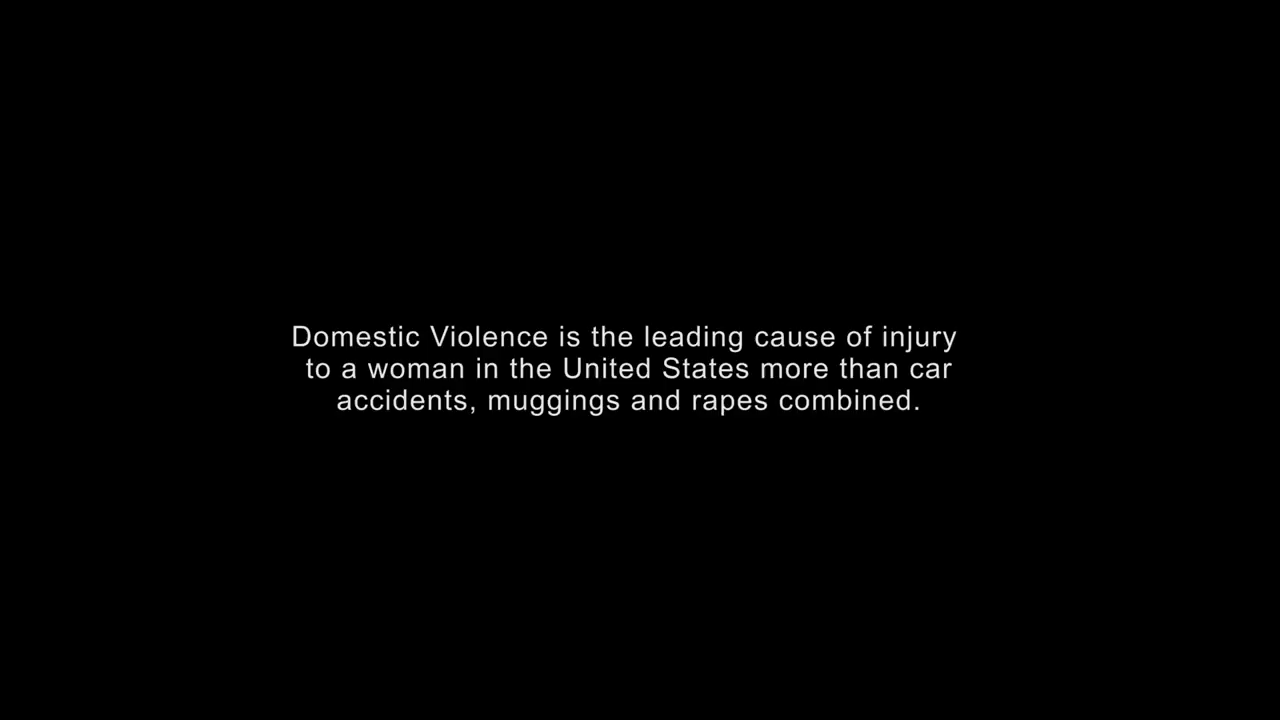 Domestic Violence is the leading cause of injury
to a woman in the United States more than car
accidents, muggings and rapes combined.